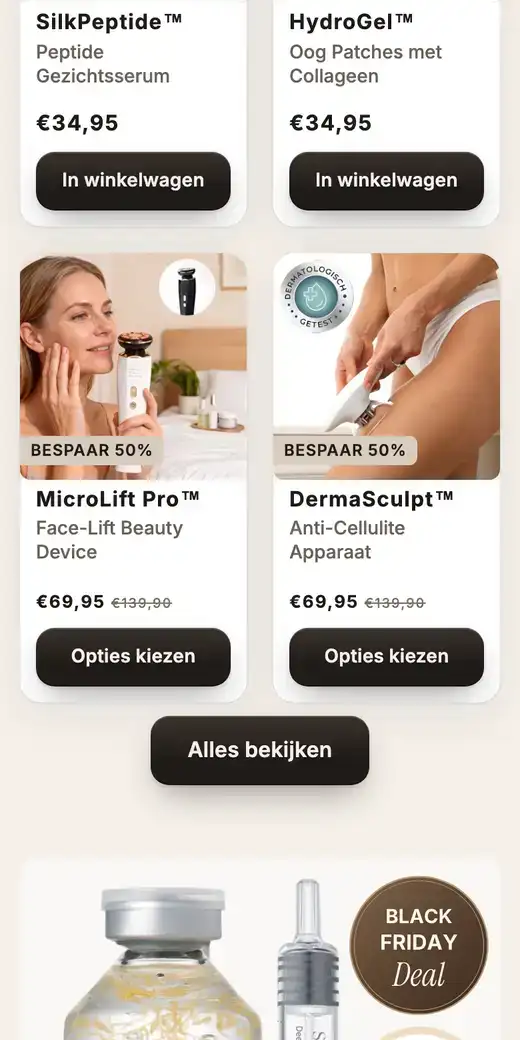 SilkPeptide™
Peptide
Gezichtsserum
€34,95
In winkelwagen
HydroGel™
Oog Patches met
Collageen
€34,95
In winkelwagen
BESPAAR 50%
MicroLift Pro™
Face-Lift Beauty
Device
€69,95 €139,90
Opties kiezen
DERMATOLOGISCH
GETEST
BESPAAR 50%
DermaSculpt™
Anti-Cellulite
Apparaat
€69,95 €139,90
Opties kiezen
Alles bekijken
BLACK
FRIDAY
Deal